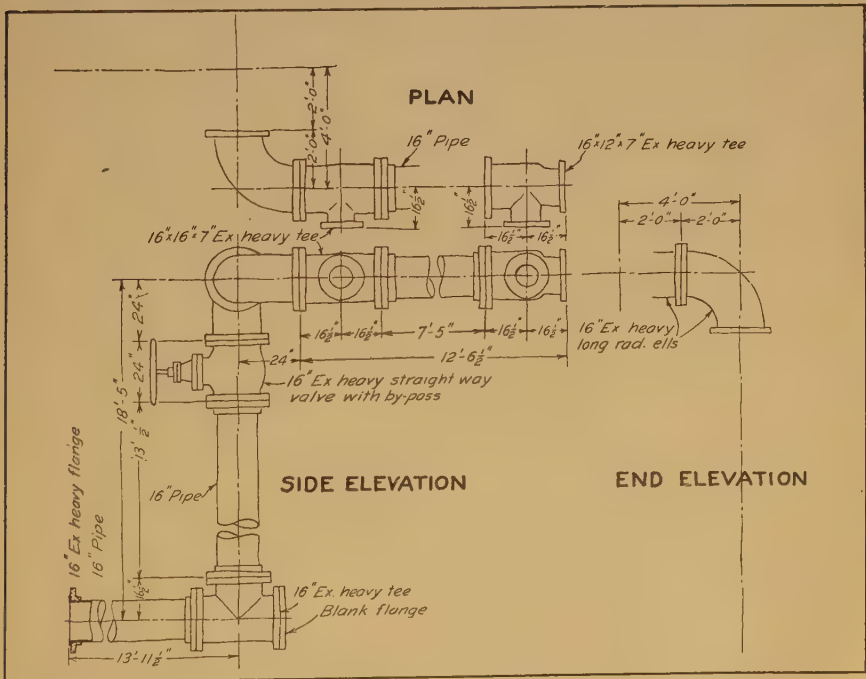 PLAN
2'-0"
4'-0"
2'-0"
16" Pipe
16"x12"x7" Ex heavy tee
16½"
16½"
16"x16"x7" Ex heavy tee
16½"
16½"
4'-0"
2'-0"
2'-0"
24"
16½"
16½"
7'-5"
16½"
16½"
24"
12'-6½"
16" Ex heavy
long rad. ells
24"
18'-5"
16" Ex heavy straight way
valve with by-pass
13'-½"
SIDE ELEVATION
END ELEVATION
16" Pipe
16" Ex heavy flange
16" Pipe
16½"
16" Ex. heavy tee
Blank flange
13'-11½"